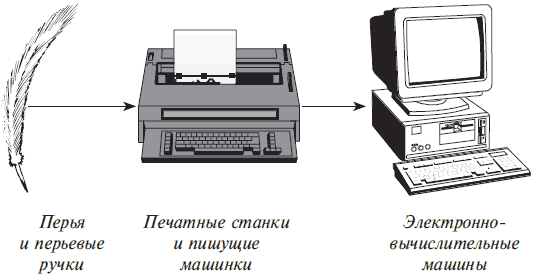 Перья
и перьевые
ручки
Печатные станки
и пишущие
машинки
Электронно-
вычислительные
машины